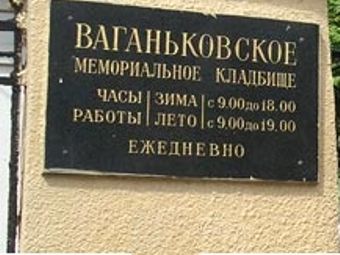 ВАГАНЬКОВСКОЕ
МЕМОРИАЛЬНОЕ КЛАДБИЩЕ
ЧАСЫ ЗИМА с 9.00 до 18.00
РАБОТЫ ЛЕТО с 9.00 до 19.00
ЕЖЕДНЕВНО